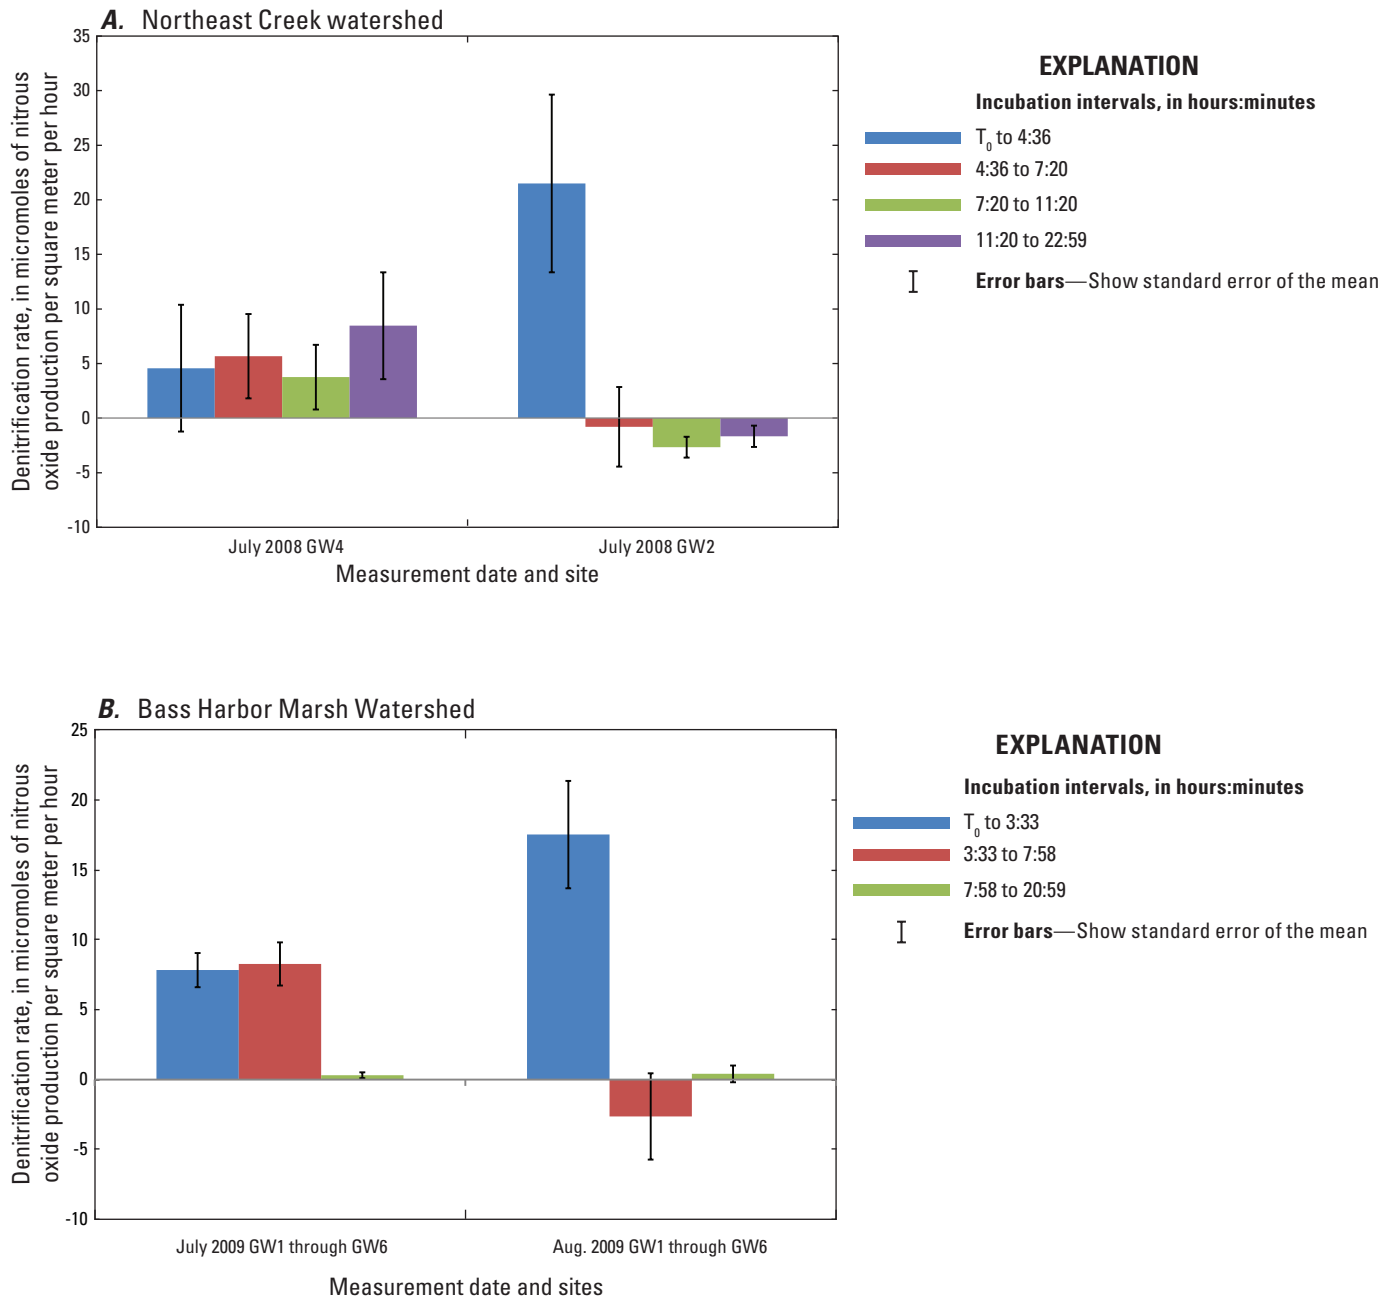 A. Northeast Creek watershed
35
30
25
20
15
10
5
0
-5
-10
Denitrification rate, in micromoles of nitrous
oxide production per square meter per hour
July 2008 GW4
July 2008 GW2
Measurement date and site
EXPLANATION
Incubation intervals, in hours:minutes
T0 to 4:36
4:36 to 7:20
7:20 to 11:20
11:20 to 22:59
Error bars—Show standard error of the mean
B. Bass Harbor Marsh Watershed
25
20
15
10
5
0
-5
-10
Denitrification rate, in micromoles of nitrous
oxide production per square meter per hour
July 2009 GW1 through GW6
Aug. 2009 GW1 through GW6
Measurement date and sites
EXPLANATION
Incubation intervals, in hours:minutes
T0 to 3:33
3:33 to 7:58
7:58 to 20:59
Error bars—Show standard error of the mean